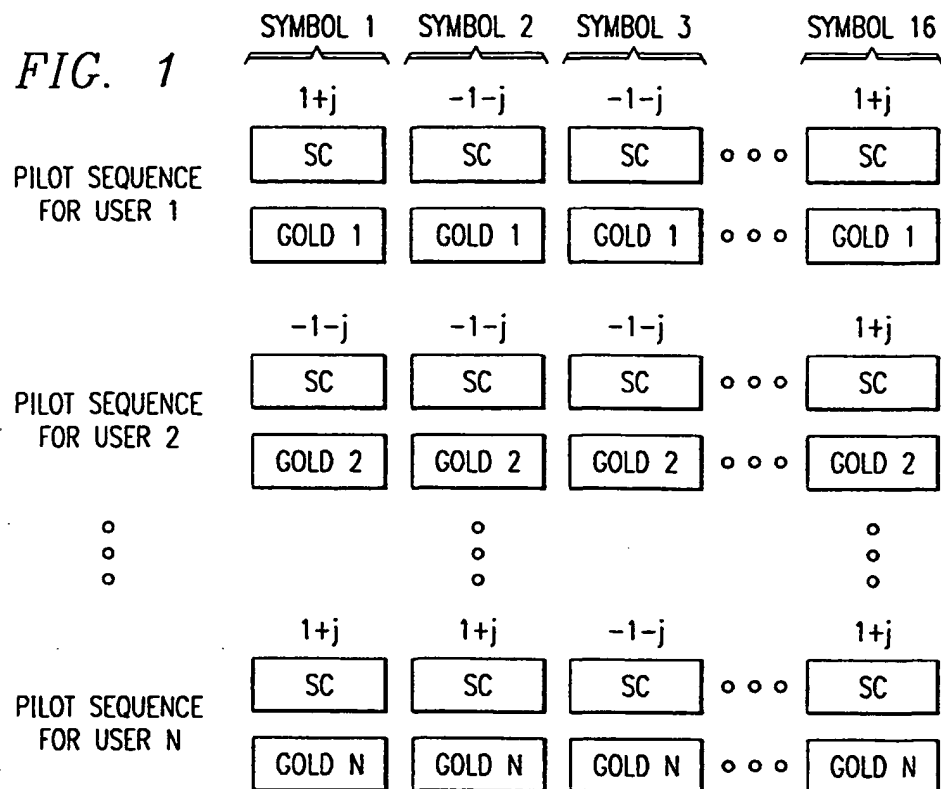 FIG. 1
SYMBOL 1 SYMBOL 2 SYMBOL 3 SYMBOL 16
1+j -1-j -1-j 1+j
PILOT SEQUENCE
FOR USER 1
SC SC SC SC
GOLD 1 GOLD 1 GOLD 1 GOLD 1
-1-j -1-j -1-j 1+j
PILOT SEQUENCE
FOR USER 2
SC SC SC SC
GOLD 2 GOLD 2 GOLD 2 GOLD 2
1+j 1+j -1-j 1+j
PILOT SEQUENCE
FOR USER N
SC SC SC SC
GOLD N GOLD N GOLD N GOLD N